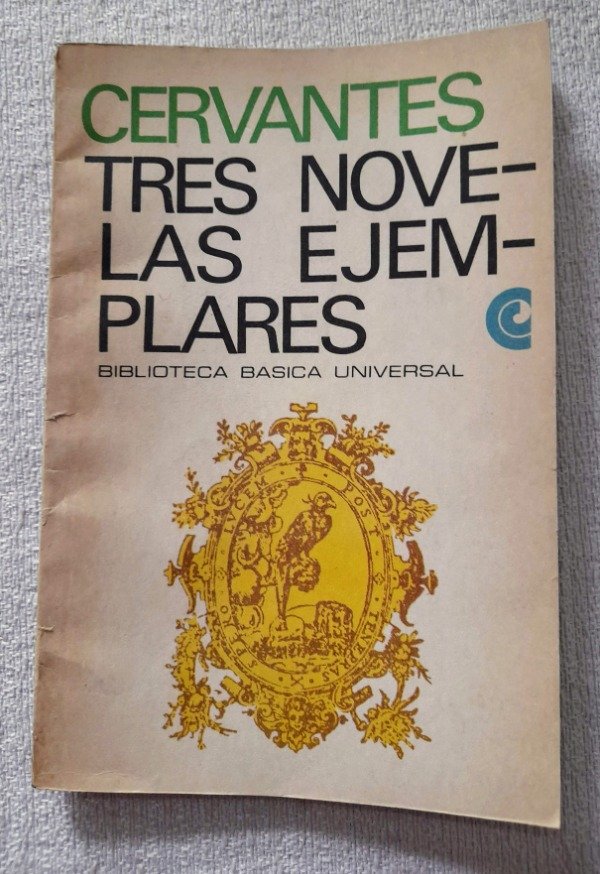 CERVANTES
TRES NOVE-
LAS EJEM-
PLARES
BIBLIOTECA BASICA UNIVERSAL